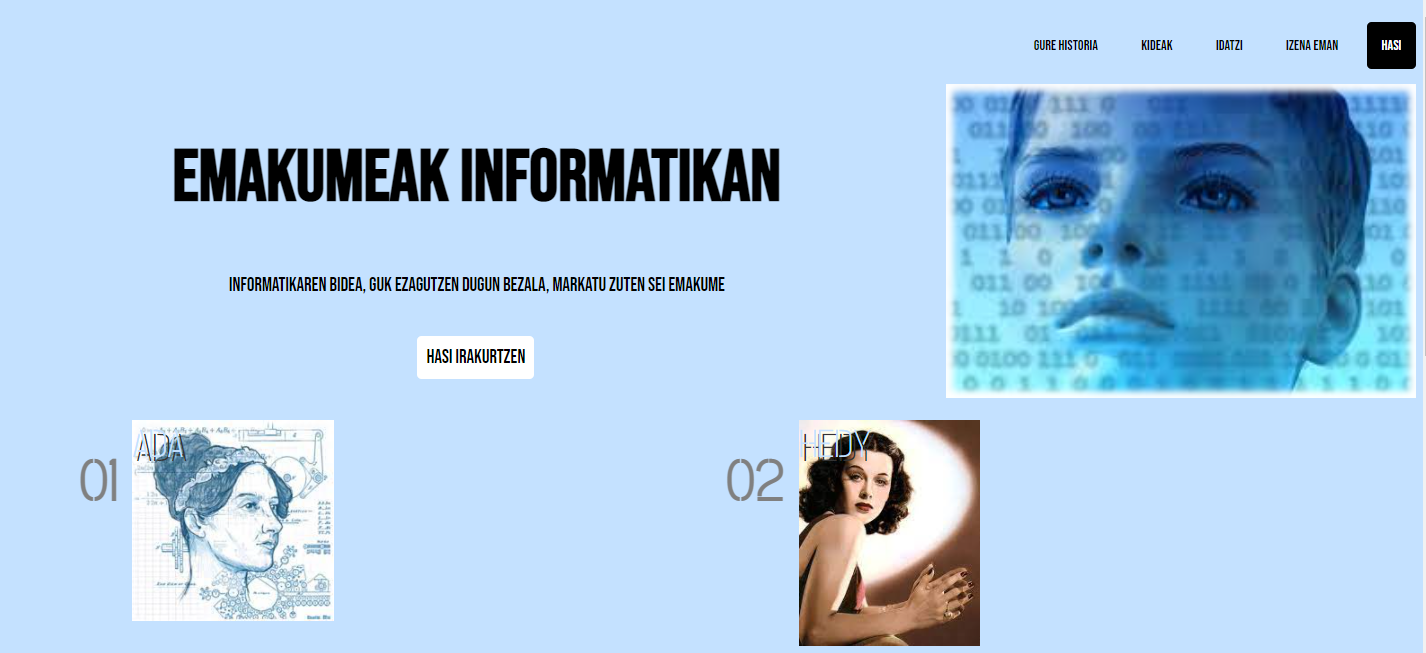 GURE HISTORIA
KIDEAK
IDATZI
IZENA EMAN
HASI
EMAKUMEAK INFORMATIKAN
INFORMATIKAREN BIDEA, GUK EZAGUTZEN DUGUN BEZALA, MARKATU ZUTEN SEI EMAKUME
HASI IRAKURTZEN
01
ADA
02
HEDY